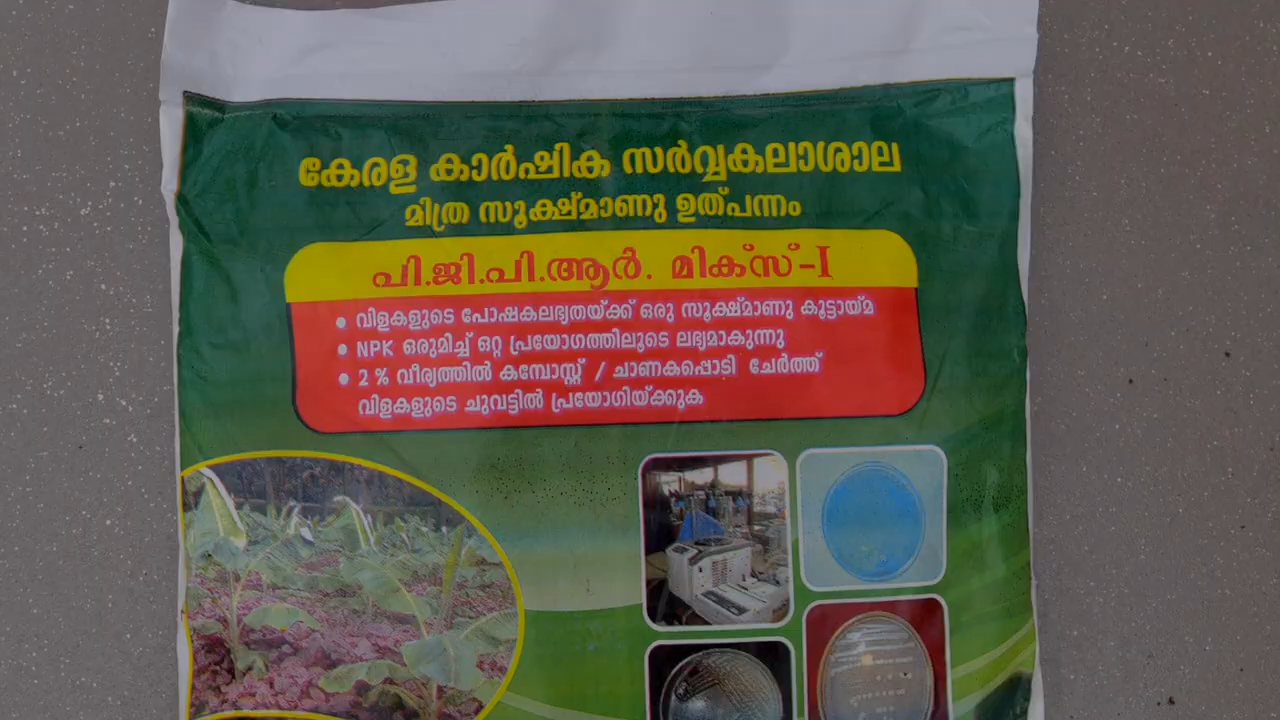 കേരള കാർഷിക സർവ്വകലാശാല
മിത്ര സൂക്ഷ്മാണു ഉത്പന്നം
പി.ജി.പി.ആർ. മിക്സ്-I
• വിളകളുടെ പോഷകലഭ്യതയ്ക്ക് ഒരു സൂക്ഷ്മാണു കൂട്ടായ്മ
• NPK ഒരുമിച്ച് ഒറ്റ പ്രയോഗത്തിലൂടെ ലഭ്യമാകുന്നു
• 2 % വീര്യത്തിൽ കമ്പോസ്റ്റ് / ചാണകപ്പൊടി ചേർത്ത്
വിളകളുടെ ചുവട്ടിൽ പ്രയോഗിയ്ക്കുക